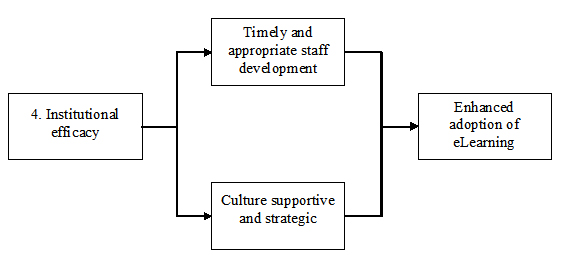 4. Institutional
efficacy
Timely and
appropriate staff
development
Culture supportive
and strategic
Enhanced
adoption of
eLearning